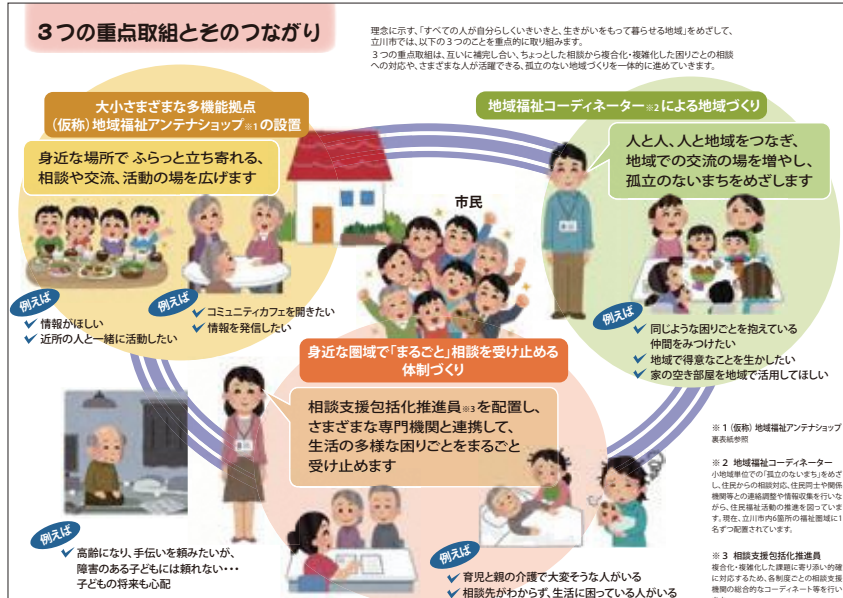 3つの重点取組とそのつながり
理念に示す、「すべての人が自分らしくいきいきと、生きがいをもって暮らせる地域」をめざして、
立川市では、以下の3つのことを重点的に取り組みます。
3つの重点取組は、互いに補完し合い、ちょっとした相談から複合化・複雑化した困りごとの相談
への対応や、さまざまな人が活躍できる、孤立のない地域づくりを一体的に進めていきます。
大小さまざまな多機能拠点
(仮称)地域福祉アンテナショップ※1の設置
身近な場所で ふらっと立ち寄れる、
相談や交流、活動の場を広げます
例えば
情報がほしい
近所の人と一緒に活動したい
例えば
コミュニティカフェを開きたい
情報を発信したい
市民
地域福祉コーディネーター※2による地域づくり
人と人、人と地域をつなぎ、
地域での交流の場を増やし、
孤立のないまちをめざします
例えば
同じような困りごとを抱えている
仲間をみつけたい
地域で得意なことを生かしたい
家の空き部屋を地域で活用してほしい
身近な圏域で「まるごと」相談を受け止める
体制づくり
相談支援包括化推進員※3を配置し、
さまざまな専門機関と連携して、
生活の多様な困りごとをまるごと
受け止めます
例えば
高齢になり、手伝いを頼みたいが、
障害のある子どもには頼れない・・・
子どもの将来も心配
例えば
育児と親の介護で大変そうな人がいる
相談先がわからず、生活に困っている人がいる
※1(仮称)地域福祉アンテナショップ
裏表紙参照
※2 地域福祉コーディネーター
小地域単位での「孤立のないまち」をめざ
し、住民からの相談対応、住民同士や関係
機関等との連絡調整や情報収集を行いな
がら、住民福祉活動の推進を図っていま
す。現在、立川市内6箇所の福祉圏域に1
名ずつ配置されています。
※3 相談支援包括化推進員
複合化・複雑化した課題に寄り添い的確
に対応するため、各制度ごとの相談支援
機関の総合的なコーディネート等を行い